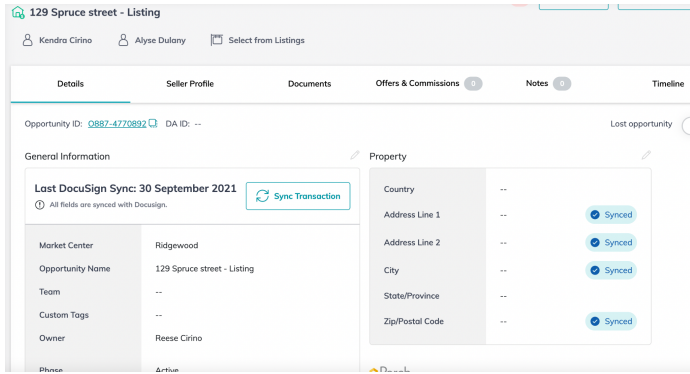 129 Spruce street - Listing
Kendra Cirino Alyse Dulany Select from Listings
Details Seller Profile Documents Offers & Commissions 0 Notes 0 Timeline
Opportunity ID: O887-4770892 DA ID: -- Lost opportunity
General Information
Last DocuSign Sync: 30 September 2021
All fields are synced with Docusign.
Sync Transaction
Market Center Ridgewood
Opportunity Name 129 Spruce street - Listing
Team --
Custom Tags --
Owner Reese Cirino
Phase Active
Property
Country --
Address Line 1 -- Synced
Address Line 2 -- Synced
City -- Synced
State/Province --
Zip/Postal Code -- Synced